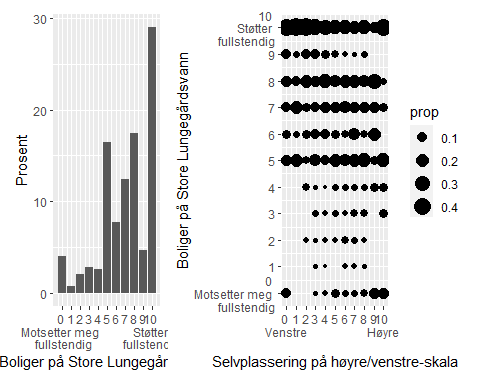 Prosent
30
20
10
0
0 1 2 3 4 5 6 7 8 9 10
Motsetter meg
fullstendig
Støtter
fullstendig
Boliger på Store Lungegår
Boliger på Store Lungegårdsvann
10
Støtter
fullstendig
9
8
7
6
5
4
3
2
1
0
Motsetter meg
fullstendig
0 1 2 3 4 5 6 7 8 9 10
Venstre
Høyre
Selvplassering på høyre/venstre-skala
prop
0.1
0.2
0.3
0.4